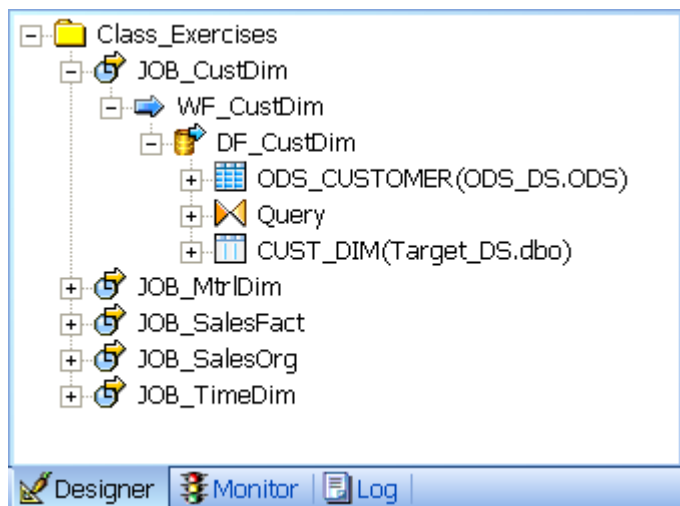 Class_Exercises
JOB_CustDim
WF_CustDim
DF_CustDim
ODS_CUSTOMER(ODS_DS.ODS)
Query
CUST_DIM(Target_DS.dbo)
JOB_MtrlDim
JOB_SalesFact
JOB_SalesOrg
JOB_TimeDim
Designer Monitor Log